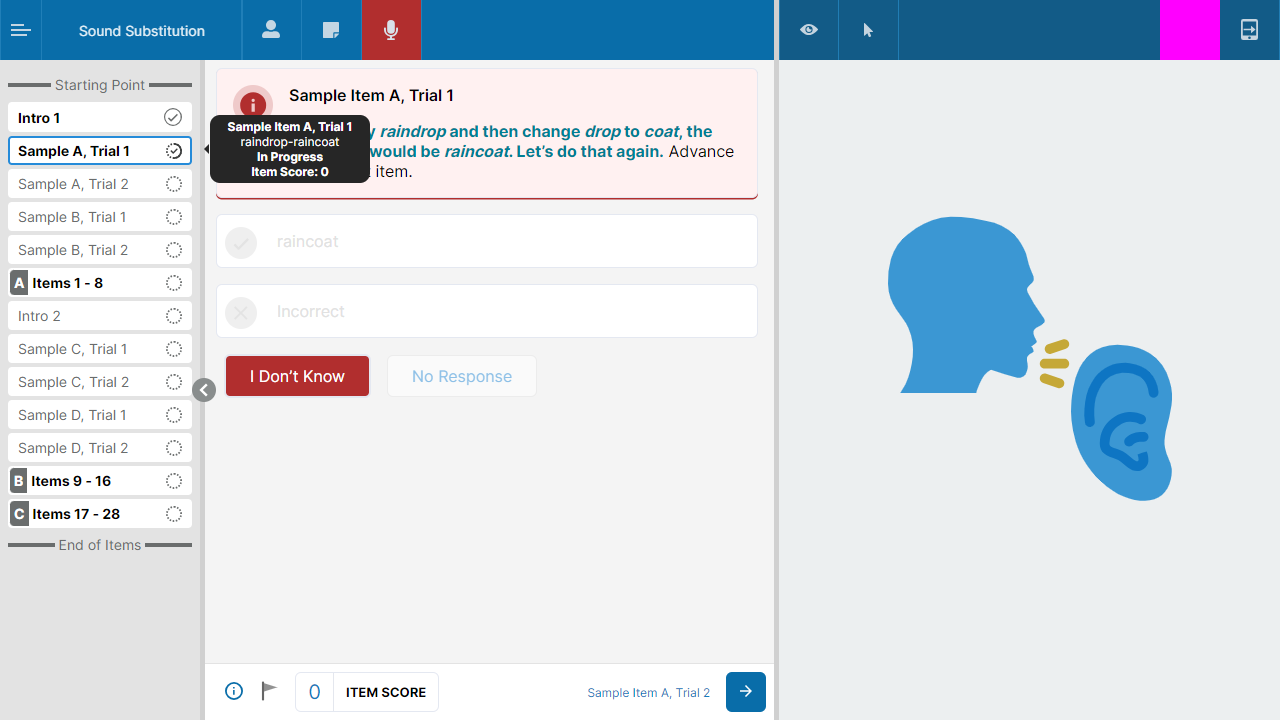 Sound Substitution
Starting Point
Intro 1
Sample A, Trial 1
Sample A, Trial 2
Sample B, Trial 1
Sample B, Trial 2
A Items 1 - 8
Intro 2
Sample C, Trial 1
Sample C, Trial 2
Sample D, Trial 1
Sample D, Trial 2
B Items 9 - 16
C Items 17 - 28
End of Items
Sample Item A, Trial 1
raindrop-raincoat
In Progress
Item Score: 0
Sample Item A, Trial 1
raindrop and then change drop to coat, the
would be raincoat. Let’s do that again. Advance
item.
raincoat
Incorrect
I Don’t Know
No Response
0 ITEM SCORE
Sample Item A, Trial 2